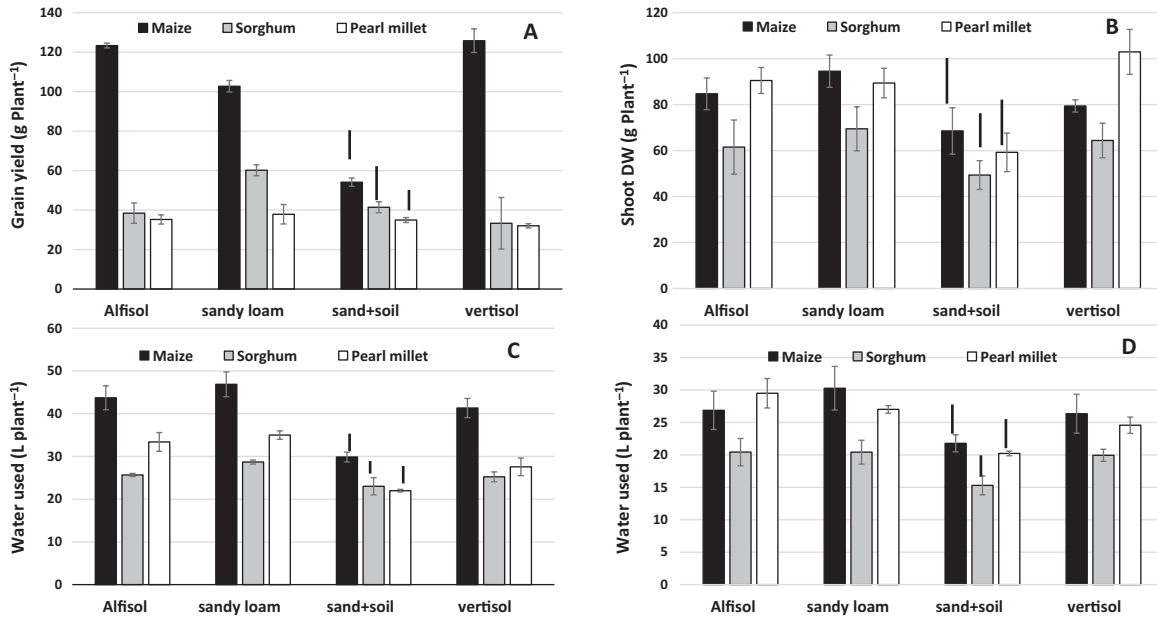 Maize Sorghum Pearl millet
A
Grain yield (g Plant⁻¹)
140
120
100
80
60
40
20
0
Alfisol sandy loam sand+soil vertisol
Maize Sorghum Pearl millet
B
Shoot DW (g Plant⁻¹)
120
100
80
60
40
20
0
Alfisol sandy loam sand+soil vertisol
Maize Sorghum Pearl millet
C
Water used (L plant⁻¹)
60
50
40
30
20
10
0
Alfisol sandy loam sand+soil vertisol
Maize Sorghum Pearl millet
D
Water used (L plant⁻¹)
40
35
30
25
20
15
10
5
0
Alfisol sandy loam sand+soil vertisol